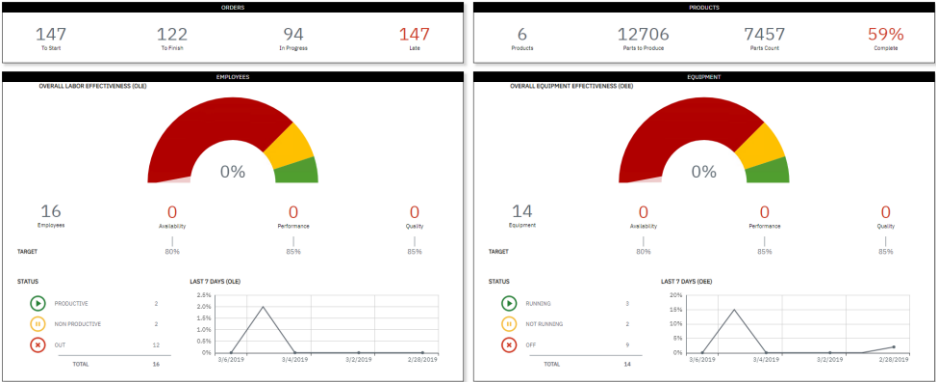 ORDERS
147 122 94 147
To Start To Finish In Progress Late
PRODUCTS
6 12706 7457 59%
Products Parts to Produce Parts Count Complete
EMPLOYEES
OVERALL LABOR EFFECTIVENESS (OLE)
0%
16 0 0 0
Employees Availability Performance Quality
TARGET 80% 85% 85%
STATUS
PRODUCTIVE 2
NON-PRODUCTIVE 2
OUT 12
TOTAL 16
LAST 7 DAYS (OLE)
2.5%
2.0%
1.5%
1.0%
0.5%
0%
3/6/2019 3/4/2019 3/2/2019 2/28/2019
EQUIPMENT
OVERALL EQUIPMENT EFFECTIVENESS (OEE)
0%
14 0 0 0
Equipment Availability Performance Quality
TARGET 80% 85% 85%
STATUS
RUNNING 3
NOT RUNNING 2
OFF 9
TOTAL 14
LAST 7 DAYS (OEE)
20%
15%
10%
5%
0%
3/6/2019 3/4/2019 3/2/2019 2/28/2019